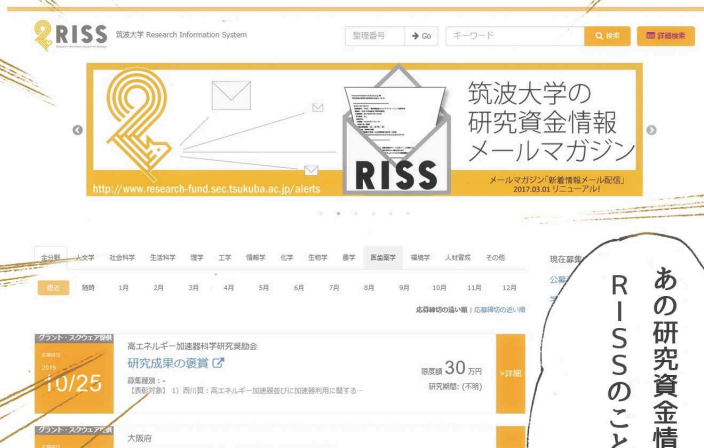 RISS 筑波大学 Research Information System
整理番号 → Go キーワード 検索 詳細検索
筑波大学の
研究資金情報
メールマガジン
RISS
メールマガジン「新着情報メール配信」
2017.03.01 リニューアル!
http://www.research-fund.sec.tsukuba.ac.jp/alerts
全分野 人文学 社会科学 生活科学 理学 工学 情報学 化学 生物学 農学 医歯薬学 環境学 人材育成 その他
随時 1月 2月 3月 4月 5月 6月 7月 8月 9月 10月 11月 12月
応募締切の遠い順 | 応募締切の近い順
現在募集
公募
グラント・スクウェア提供
10/25
高エネルギー加速器科学研究奨励会
研究成果の褒賞
募集種別:-
【表彰対象】 1)西川賞:高エネルギー加速器並びに加速器利用に関する…
限度額 30 万円
研究期間: (不明)
»詳細
グラント・スクウェア提供
大阪府
あの研究資金情
RISSのこと